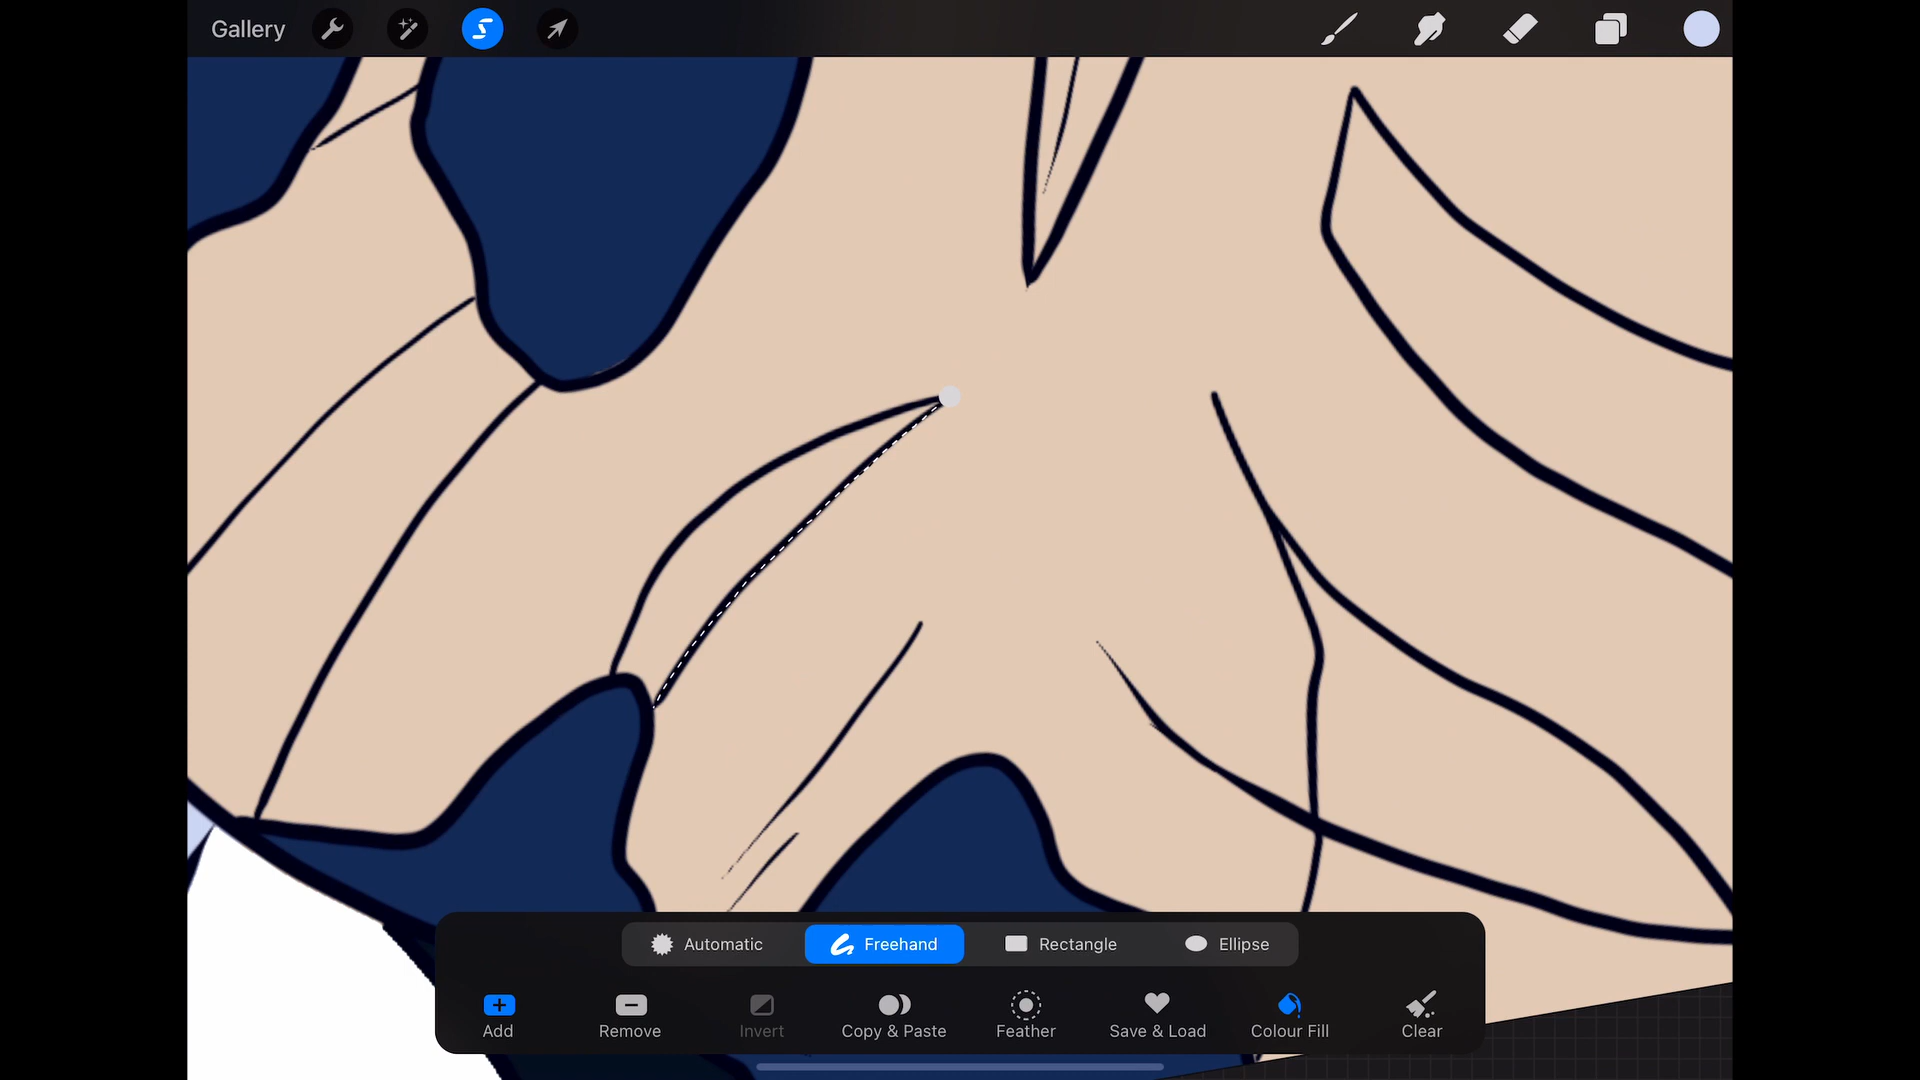 Gallery
Automatic Freehand Rectangle Ellipse
Add Remove Invert Copy & Paste Feather Save & Load Colour Fill Clear